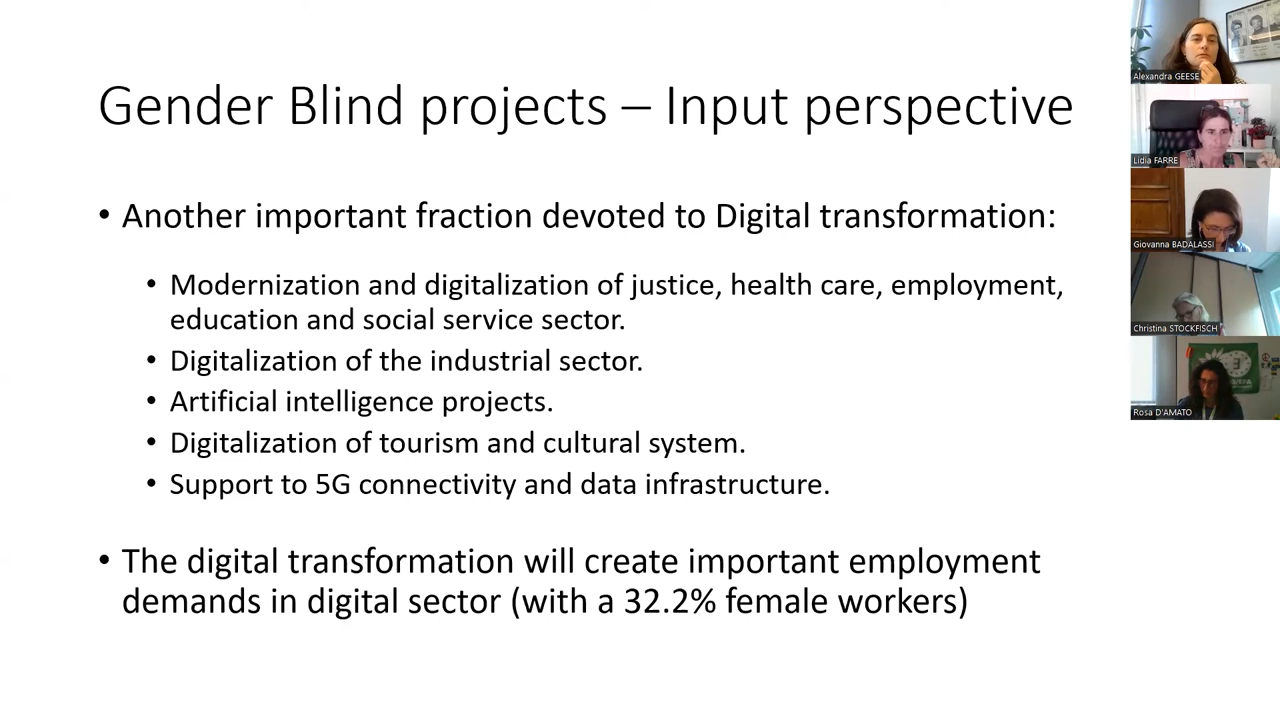 Gender Blind projects – Input perspective
• Another important fraction devoted to Digital transformation:
• Modernization and digitalization of justice, health care, employment,
education and social service sector.
• Digitalization of the industrial sector.
• Artificial intelligence projects.
• Digitalization of tourism and cultural system.
• Support to 5G connectivity and data infrastructure.
• The digital transformation will create important employment
demands in digital sector (with a 32.2% female workers)
Alexandra GEESE
Lidia FARRE
Giovanna BADALASSI
Christina STOCKFISCH
Rosa D'AMATO